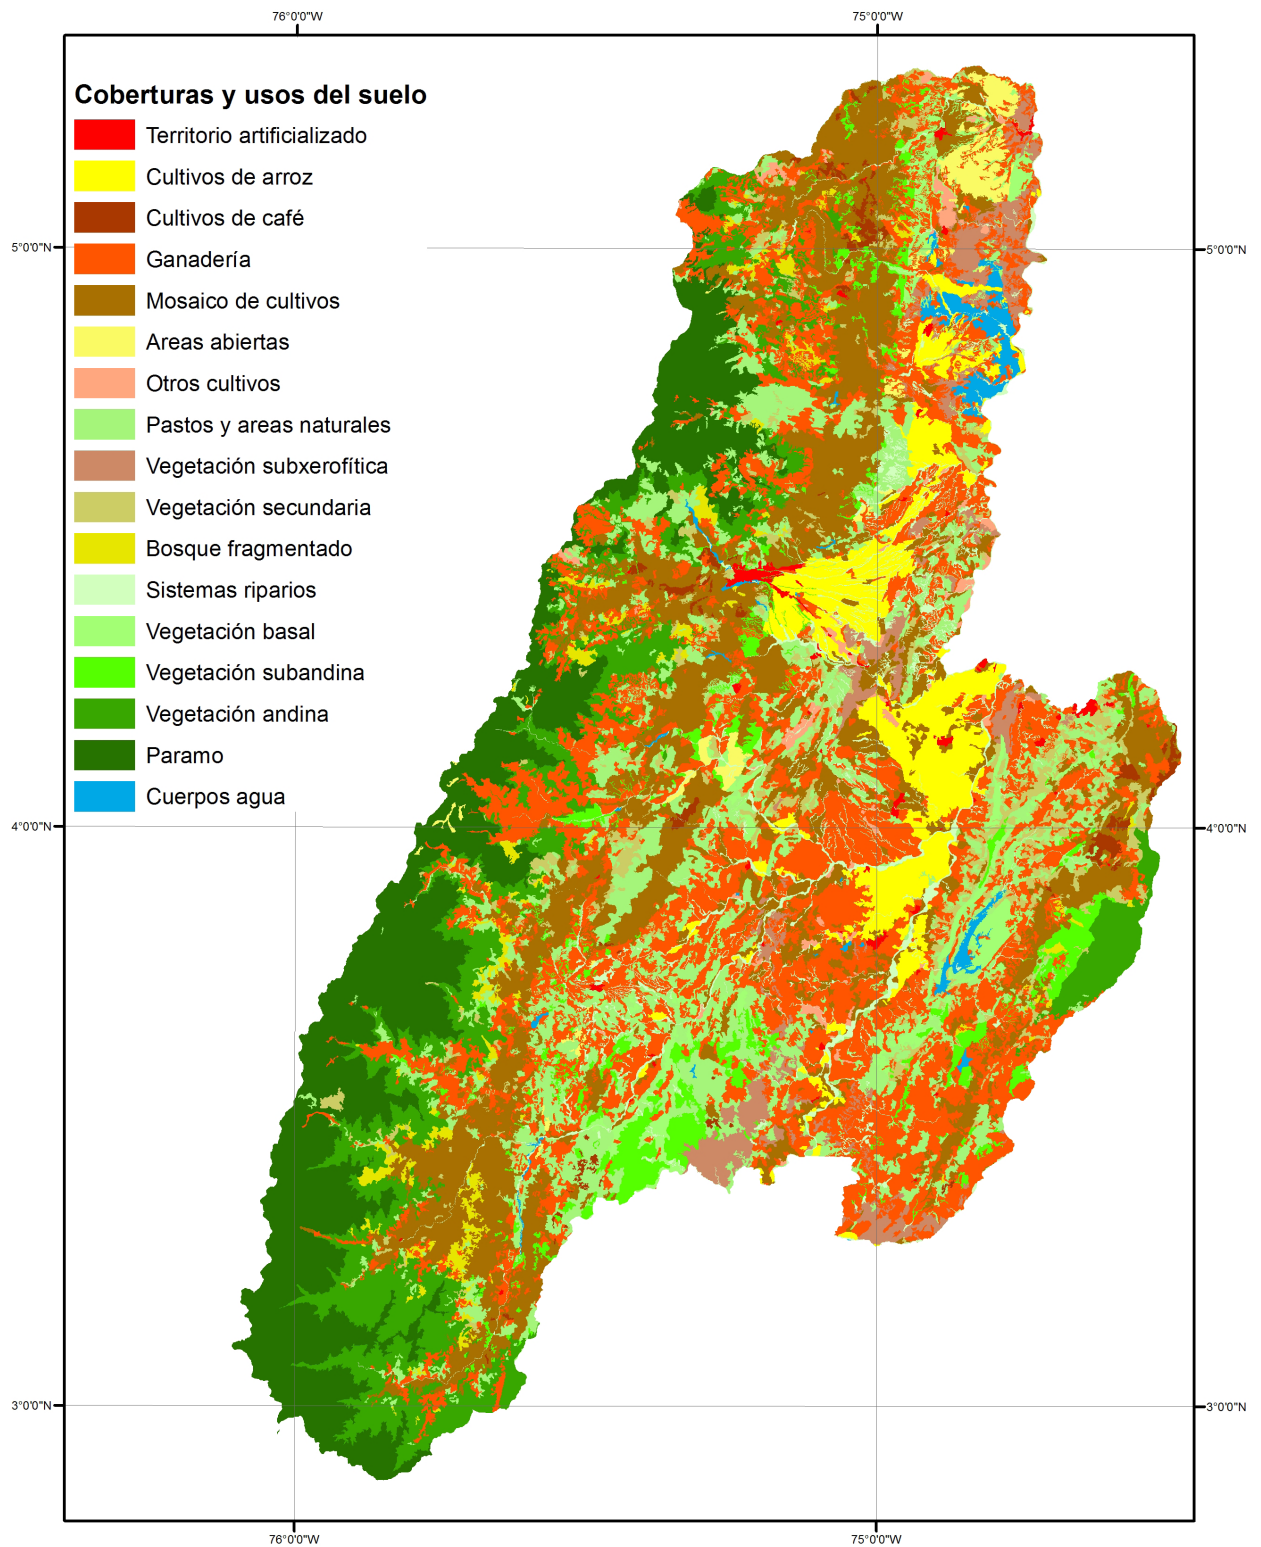 76°0'0"W 75°0'0"W
Coberturas y usos del suelo
Territorio artificializado
Cultivos de arroz
Cultivos de café
5°0'0"N 5°0'0"N
Ganadería
Mosaico de cultivos
Areas abiertas
Otros cultivos
Pastos y areas naturales
Vegetación subxerofítica
Vegetación secundaria
Bosque fragmentado
Sistemas riparios
Vegetación basal
Vegetación subandina
Vegetación andina
Paramo
Cuerpos agua
4°0'0"N 4°0'0"N
3°0'0"N 3°0'0"N
76°0'0"W 75°0'0"W